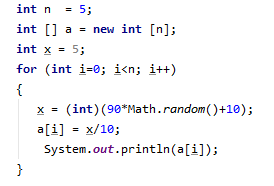 int n  = 5;
int [] a = new int [n];
int x = 5;
for (int i=0; i<n; i++)
{
   x = (int)(90*Math.random()+10);
   a[i] = x/10;
    System.out.println(a[i]);
}